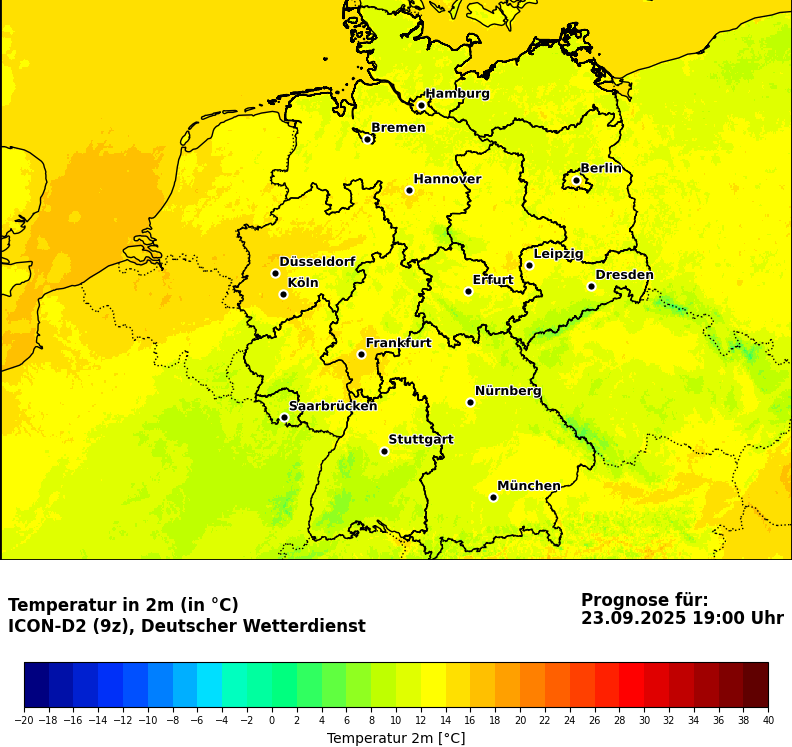 Hamburg
Bremen
Berlin
Hannover
Leipzig
Düsseldorf
Dresden
Köln
Erfurt
Frankfurt
Nürnberg
Saarbrücken
Stuttgart
München
Temperatur in 2m (in °C)
ICON-D2 (9z), Deutscher Wetterdienst
Prognose für:
23.09.2025 19:00 Uhr
−20 −18 −16 −14 −12 −10 −8 −6 −4 −2 0 2 4 6 8 10 12 14 16 18 20 22 24 26 28 30 32 34 36 38 40
Temperatur 2m [°C]